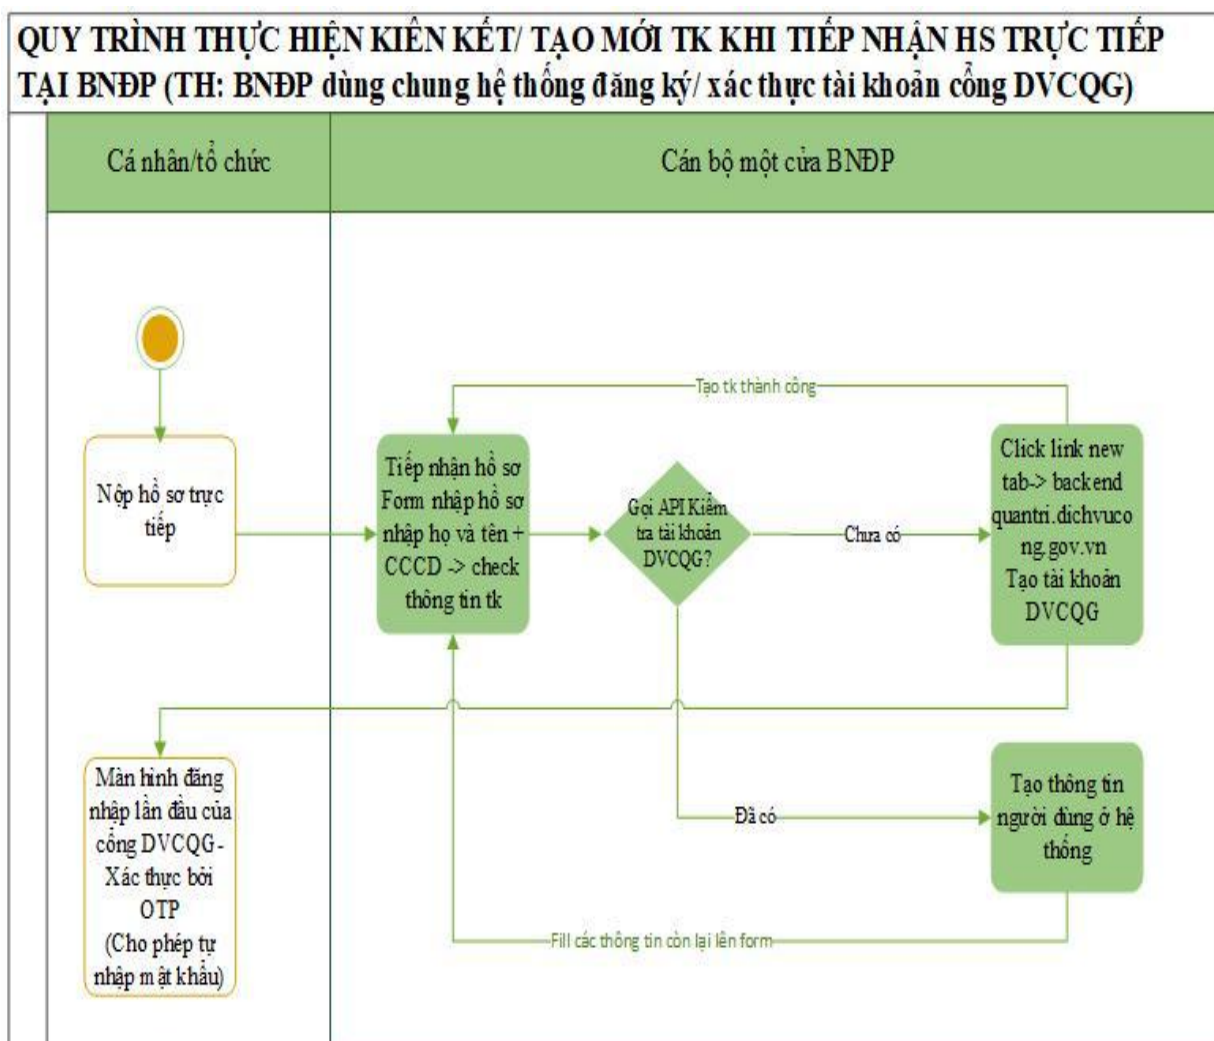 QUY TRÌNH THỰC HIỆN KIÊN KẾT/ TẠO MỚI TK KHI TIẾP NHẬN HS TRỰC TIẾP
TẠI BNĐP (TH: BNĐP dùng chung hệ thống đăng ký/ xác thực tài khoản cổng DVCQG)
Cá nhân/tổ chức
Cán bộ một cửa BNĐP
Tạo tk thành công
Nộp hồ sơ trực
tiếp
Tiếp nhận hồ sơ
Form nhập hồ sơ
nhập họ và tên +
CCCD -> check
thông tin tk
Gọi API Kiểm
tra tài khoản
DVCQG?
Chưa có
Click link new
tab-> backend
quantri.dichvuco
ng.gov.vn
Tạo tài khoản
DVCQG
Màn hình đăng
nhập lần đầu của
cổng DVCQG -
Xác thực bởi
OTP
(Cho phép tự
nhập mật khẩu)
Đã có
Tạo thông tin
người dùng ở hệ
thống
Fill các thông tin còn lại lên form